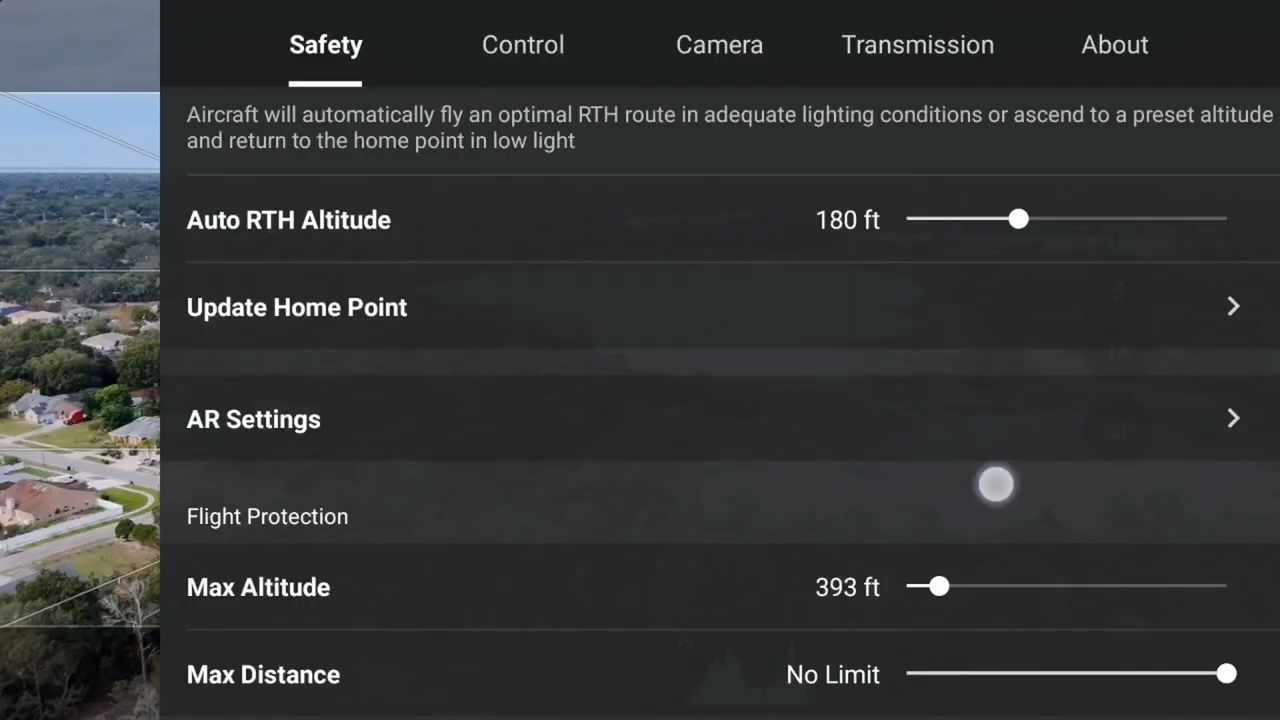 Safety Control Camera Transmission About
Aircraft will automatically fly an optimal RTH route in adequate lighting conditions or ascend to a preset altitude
and return to the home point in low light
Auto RTH Altitude 180 ft
Update Home Point
AR Settings
Flight Protection
Max Altitude 393 ft
Max Distance No Limit